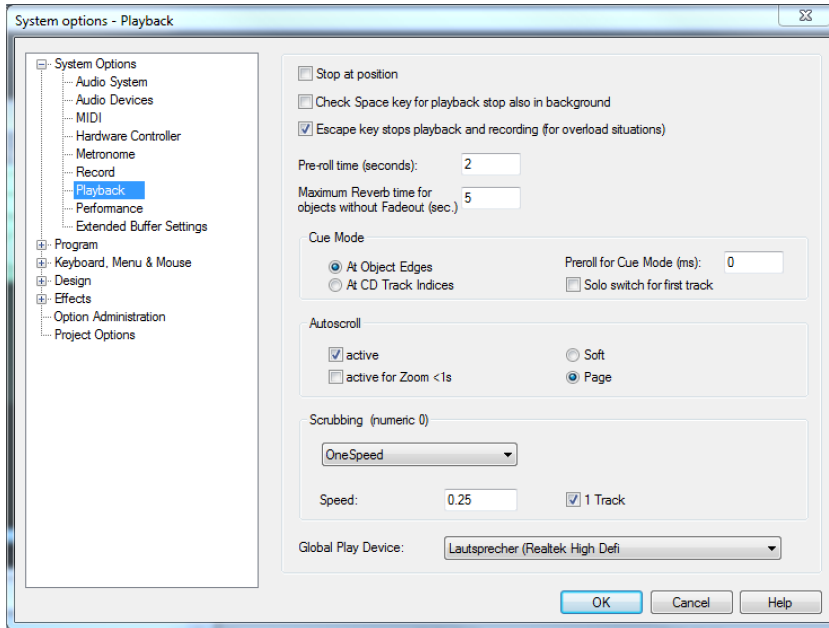 System options - Playback
System Options
Audio System
Audio Devices
MIDI
Hardware Controller
Metronome
Record
Playback
Performance
Extended Buffer Settings
Program
Keyboard, Menu & Mouse
Design
Effects
Option Administration
Project Options
Stop at position
Check Space key for playback stop also in background
Escape key stops playback and recording (for overload situations)
Pre-roll time (seconds): 2
Maximum Reverb time for
objects without Fadeout (sec.) 5
Cue Mode
At Object Edges Preroll for Cue Mode (ms): 0
At CD Track Indices Solo switch for first track
Autoscroll
active Soft
active for Zoom <1s Page
Scrubbing (numeric 0)
OneSpeed
Speed: 0.25 1 Track
Global Play Device: Lautsprecher (Realtek High Defi
OK Cancel Help